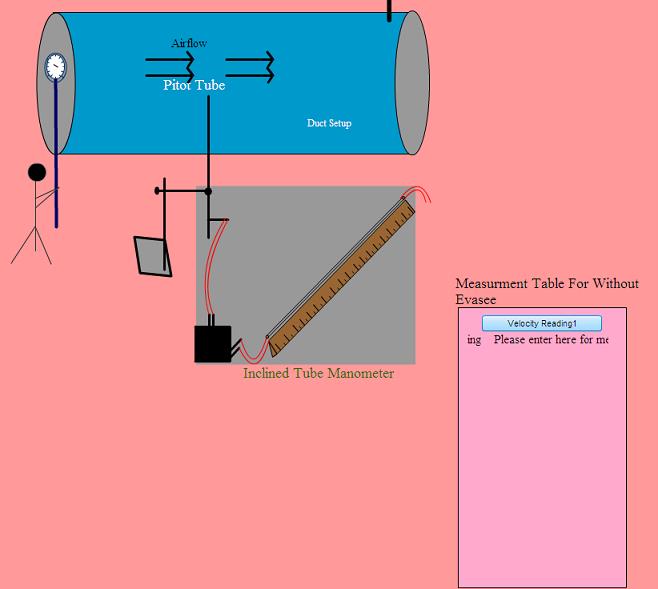 Airflow
Pitot Tube
Duct Setup
Measurment Table For Without
Evasee
Velocity Reading1
ing Please enter here for me
Inclined Tube Manometer